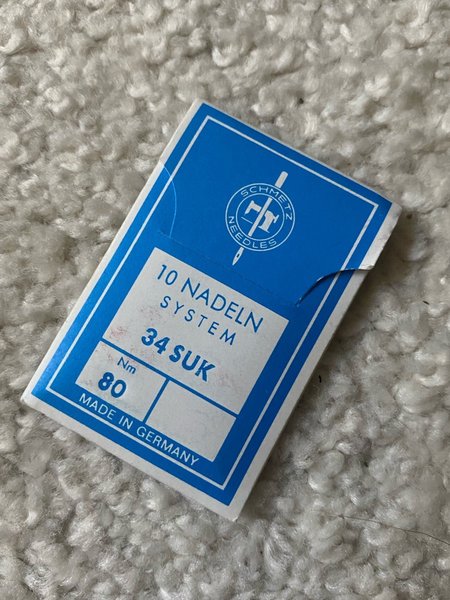 SCHMETZ
NEEDLES
10 NADELN
SYSTEM
34 SUK
Nm
80
MADE IN GERMANY